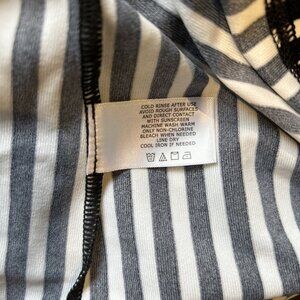 COLD RINSE AFTER USE
AVOID ROUGH SURFACES
AND DIRECT CONTACT
WITH SUNSCREEN
MACHINE WASH WARM
ONLY NON-CHLORINE
BLEACH WHEN NEEDED
LINE DRY
COOL IRON IF NEEDED